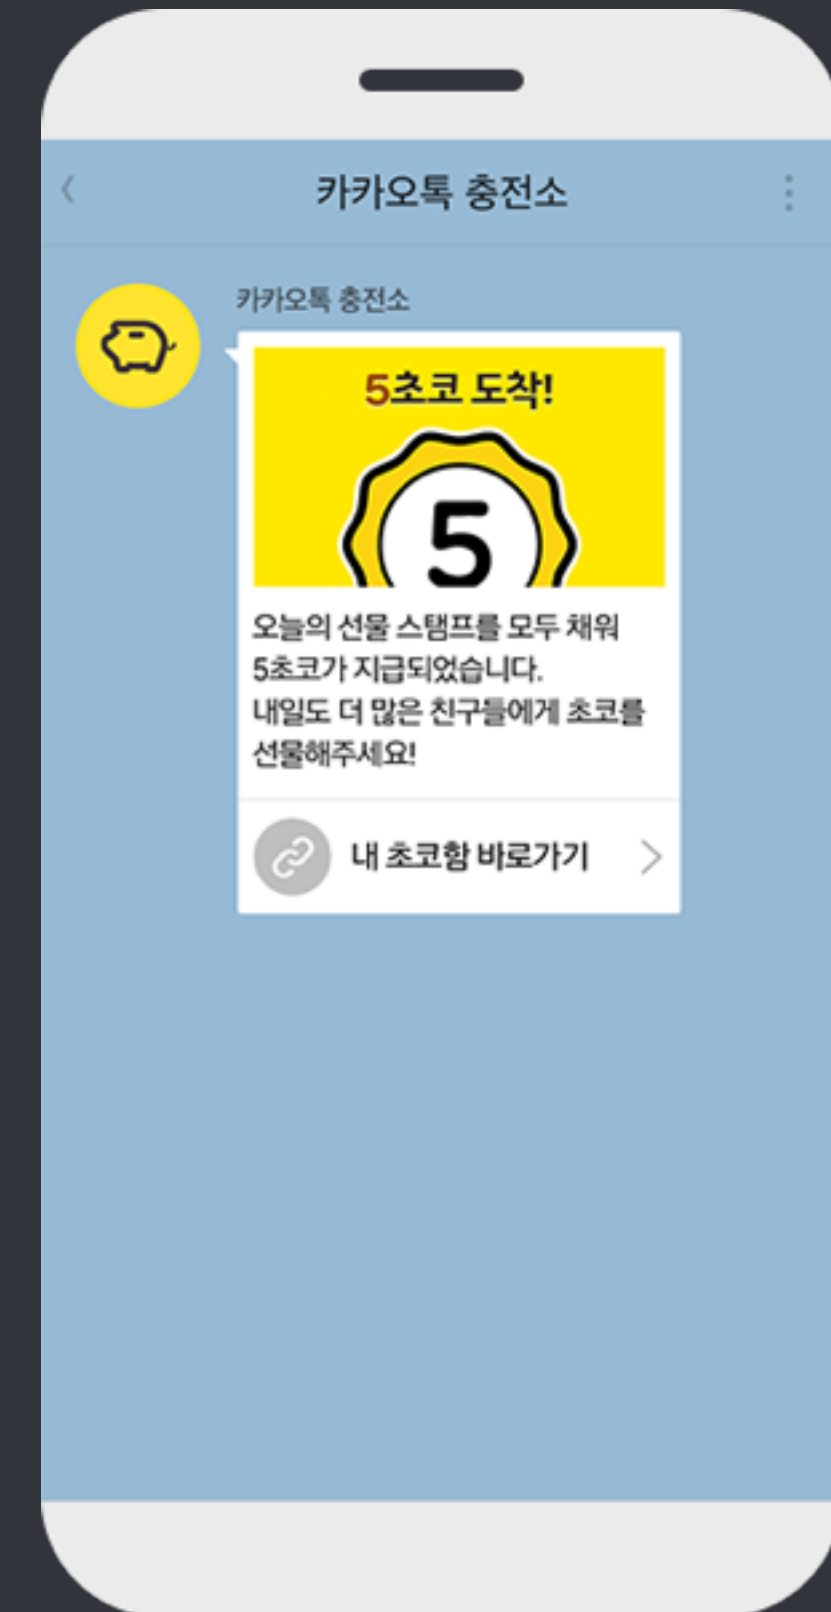 카카오톡 충전소
카카오톡 충전소
5초코 도착!
5
오늘의 선물 스탬프를 모두 채워
5초코가 지급되었습니다.
내일도 더 많은 친구들에게 초코를
선물해주세요!
내 초코함 바로가기